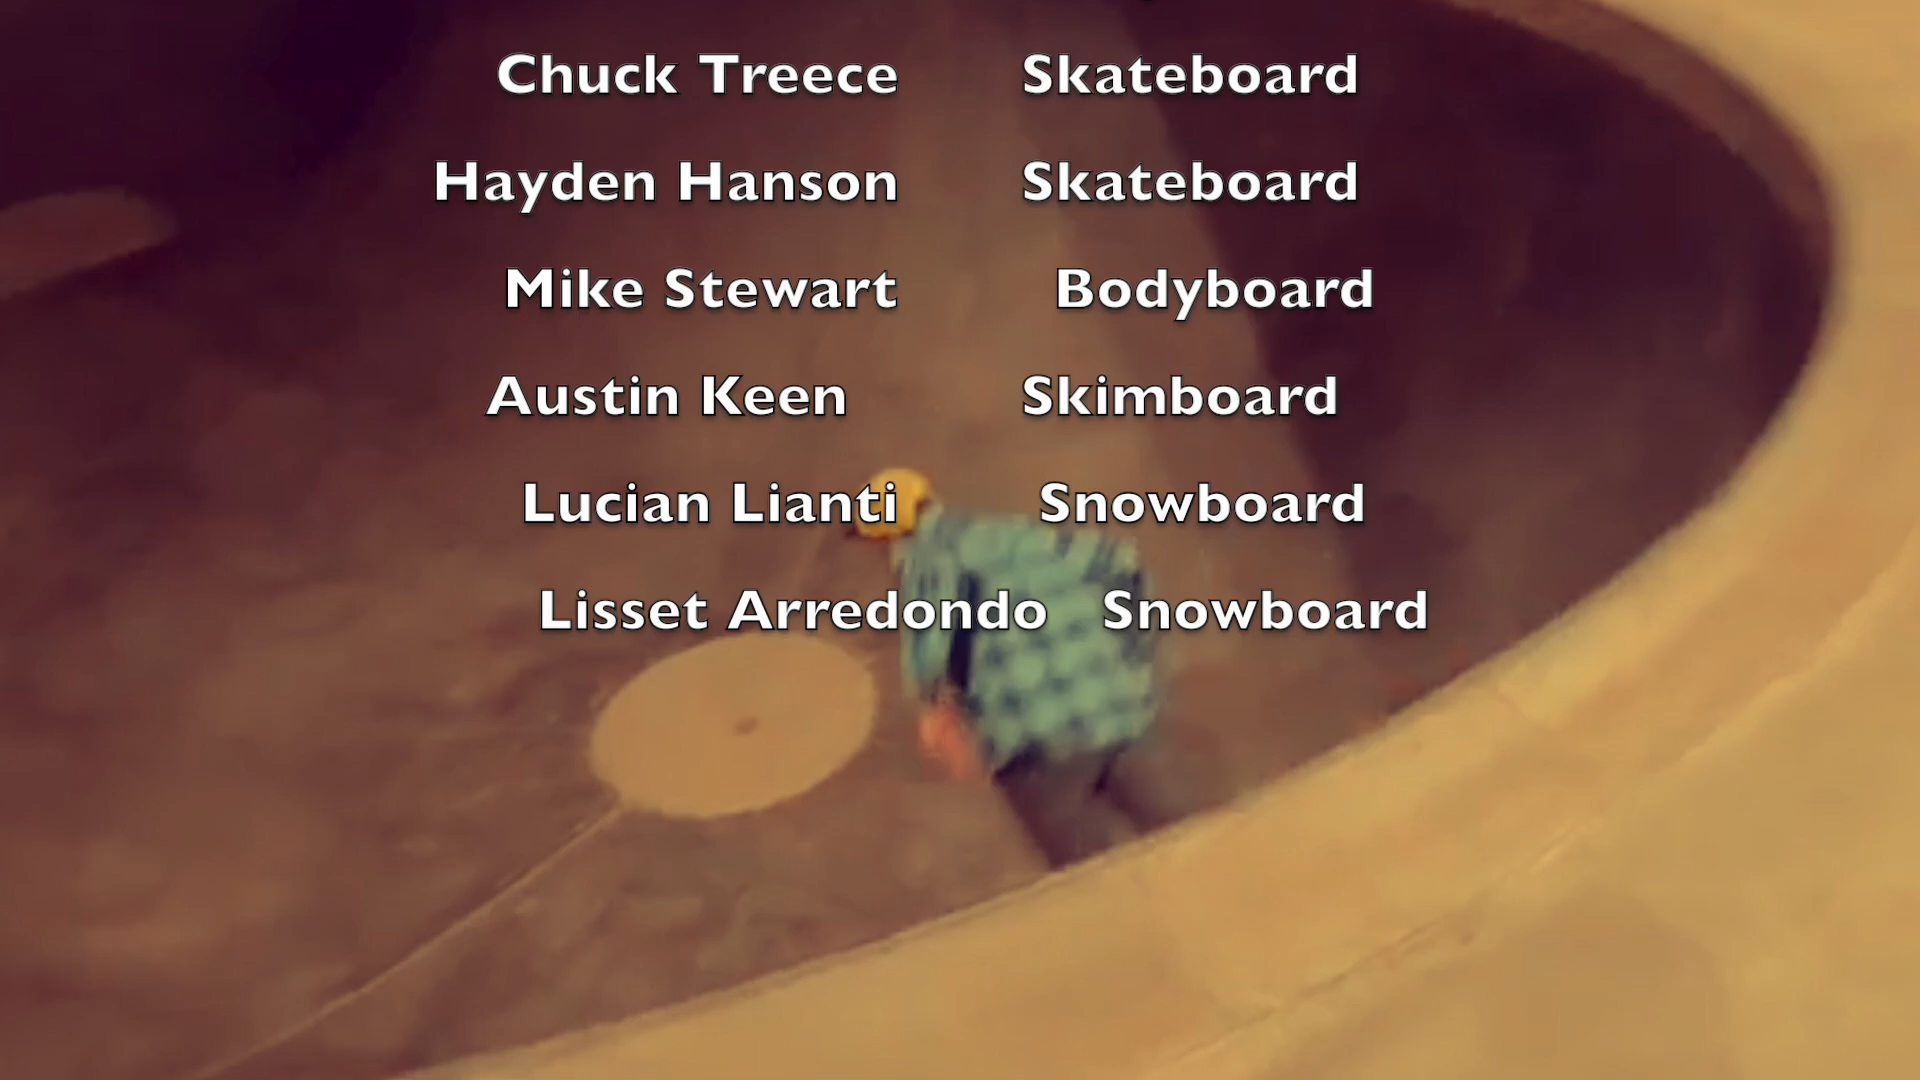 Chuck Treece Skateboard
Hayden Hanson Skateboard
Mike Stewart Bodyboard
Austin Keen Skimboard
Lucian Lianti Snowboard
Lisset Arredondo Snowboard